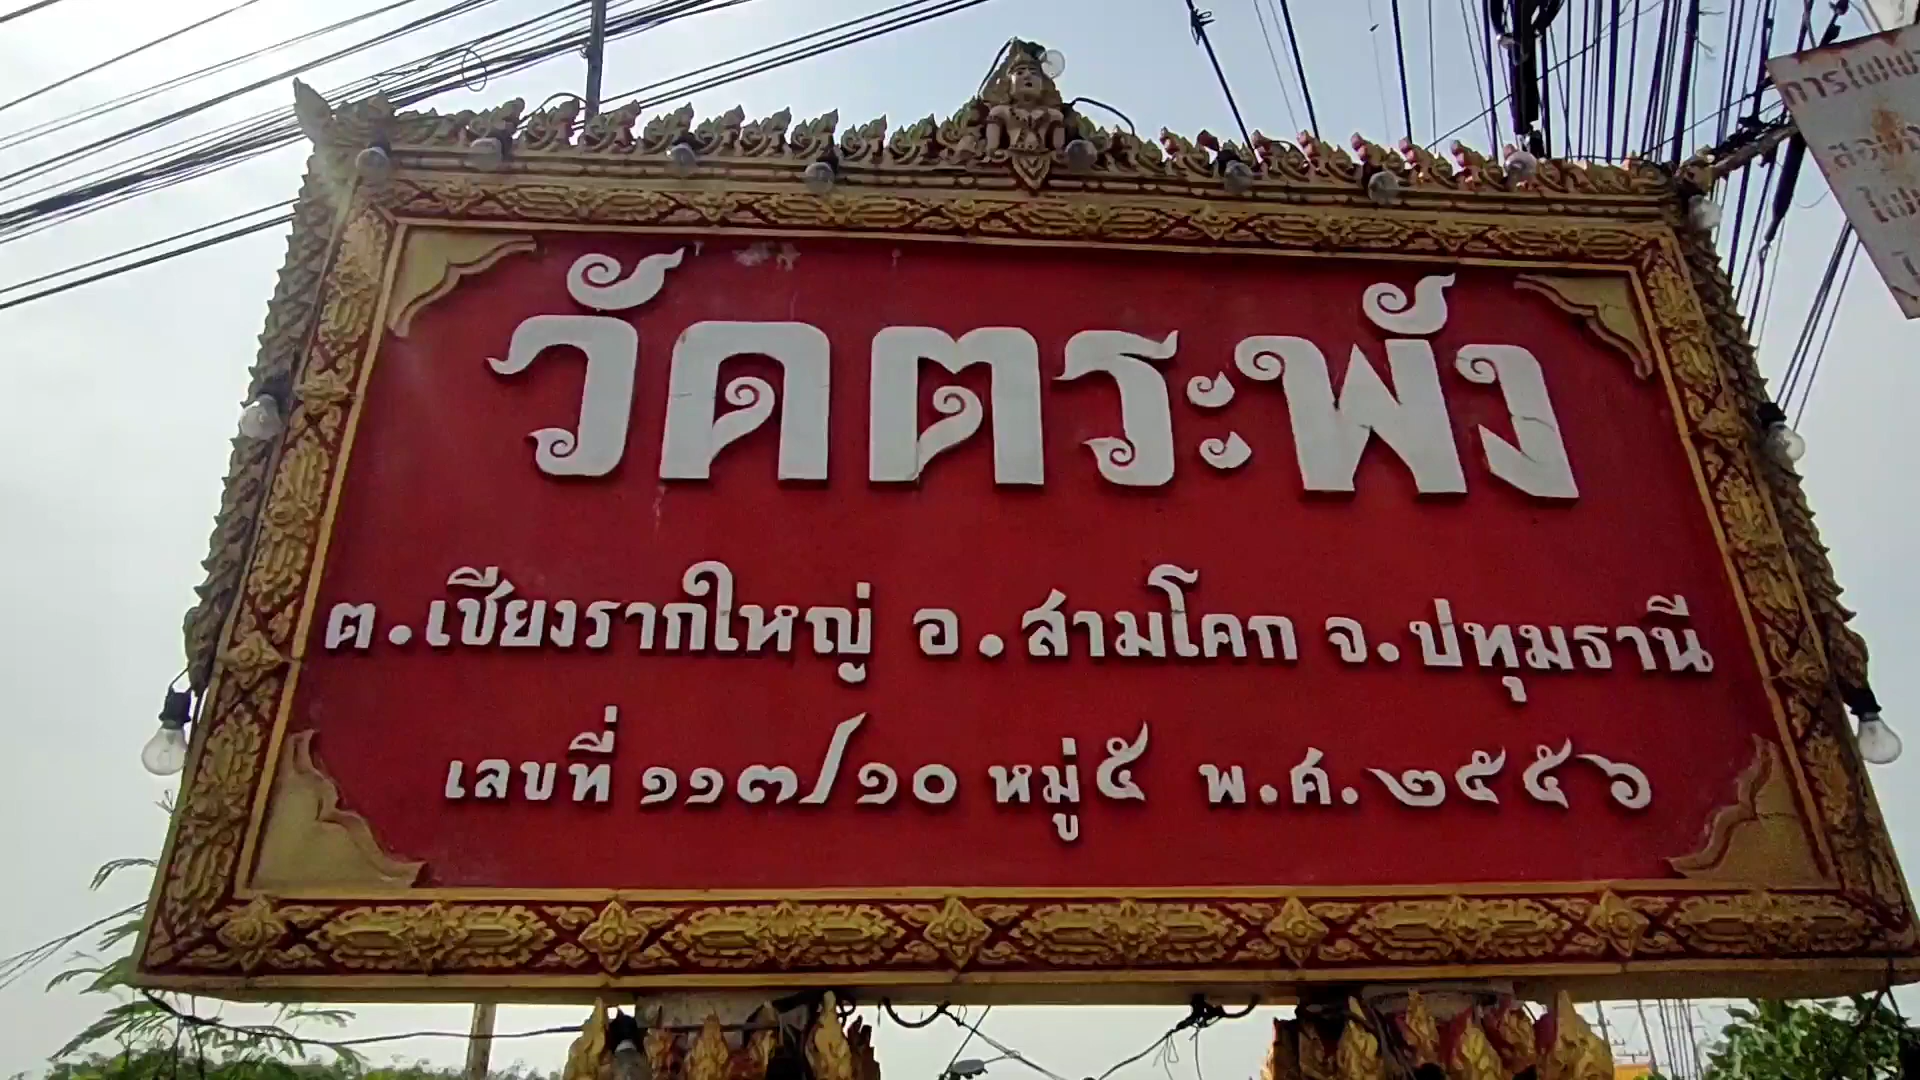 วัดตระพัง
ต.เชียงรากใหญ่ อ.สามโคก จ.ปทุมธานี
เลขที่ ๑๑๓/๑๐ หมู่ ๕ พ.ศ.๒๕๕๖